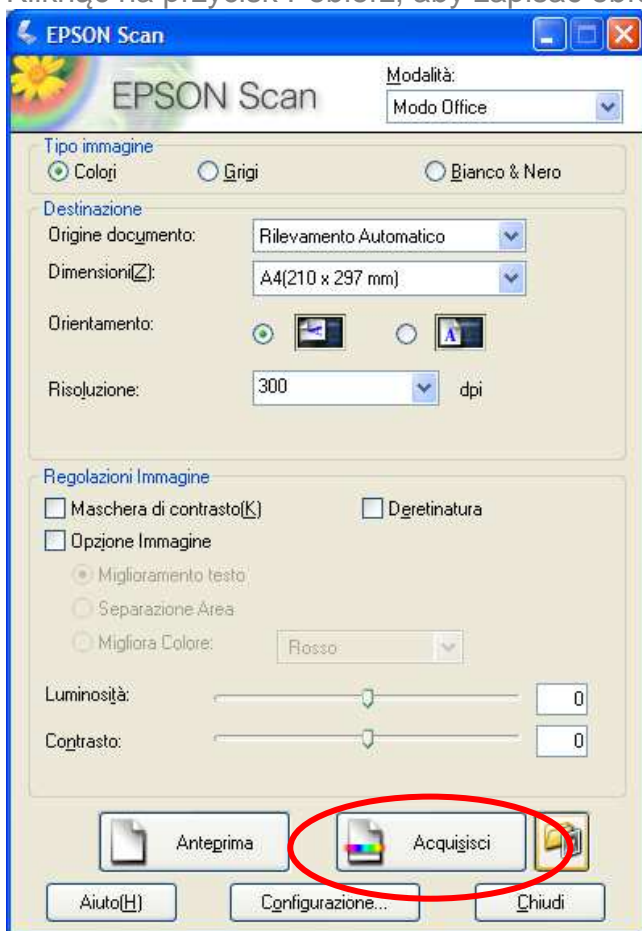 EPSON Scan
EPSON Scan
Modalità:
Modo Office
Tipo immagine
Colori
Grigi
Bianco & Nero
Destinazione
Origine documento:
Rilevamento Automatico
Dimensioni(Z):
A4(210 x 297 mm)
Orientamento:
A
Risoluzione:
300
dpi
Regolazioni Immagine
Maschera di contrasto(K)
Deretinatura
Opzione Immagine
Miglioramento testo
Separazione Area
Migliora Colore:
Rosso
Luminosità:
0
Contrasto:
0
Anteprima
Acquisisci
Aiuto(H)
Configurazione...
Chiudi